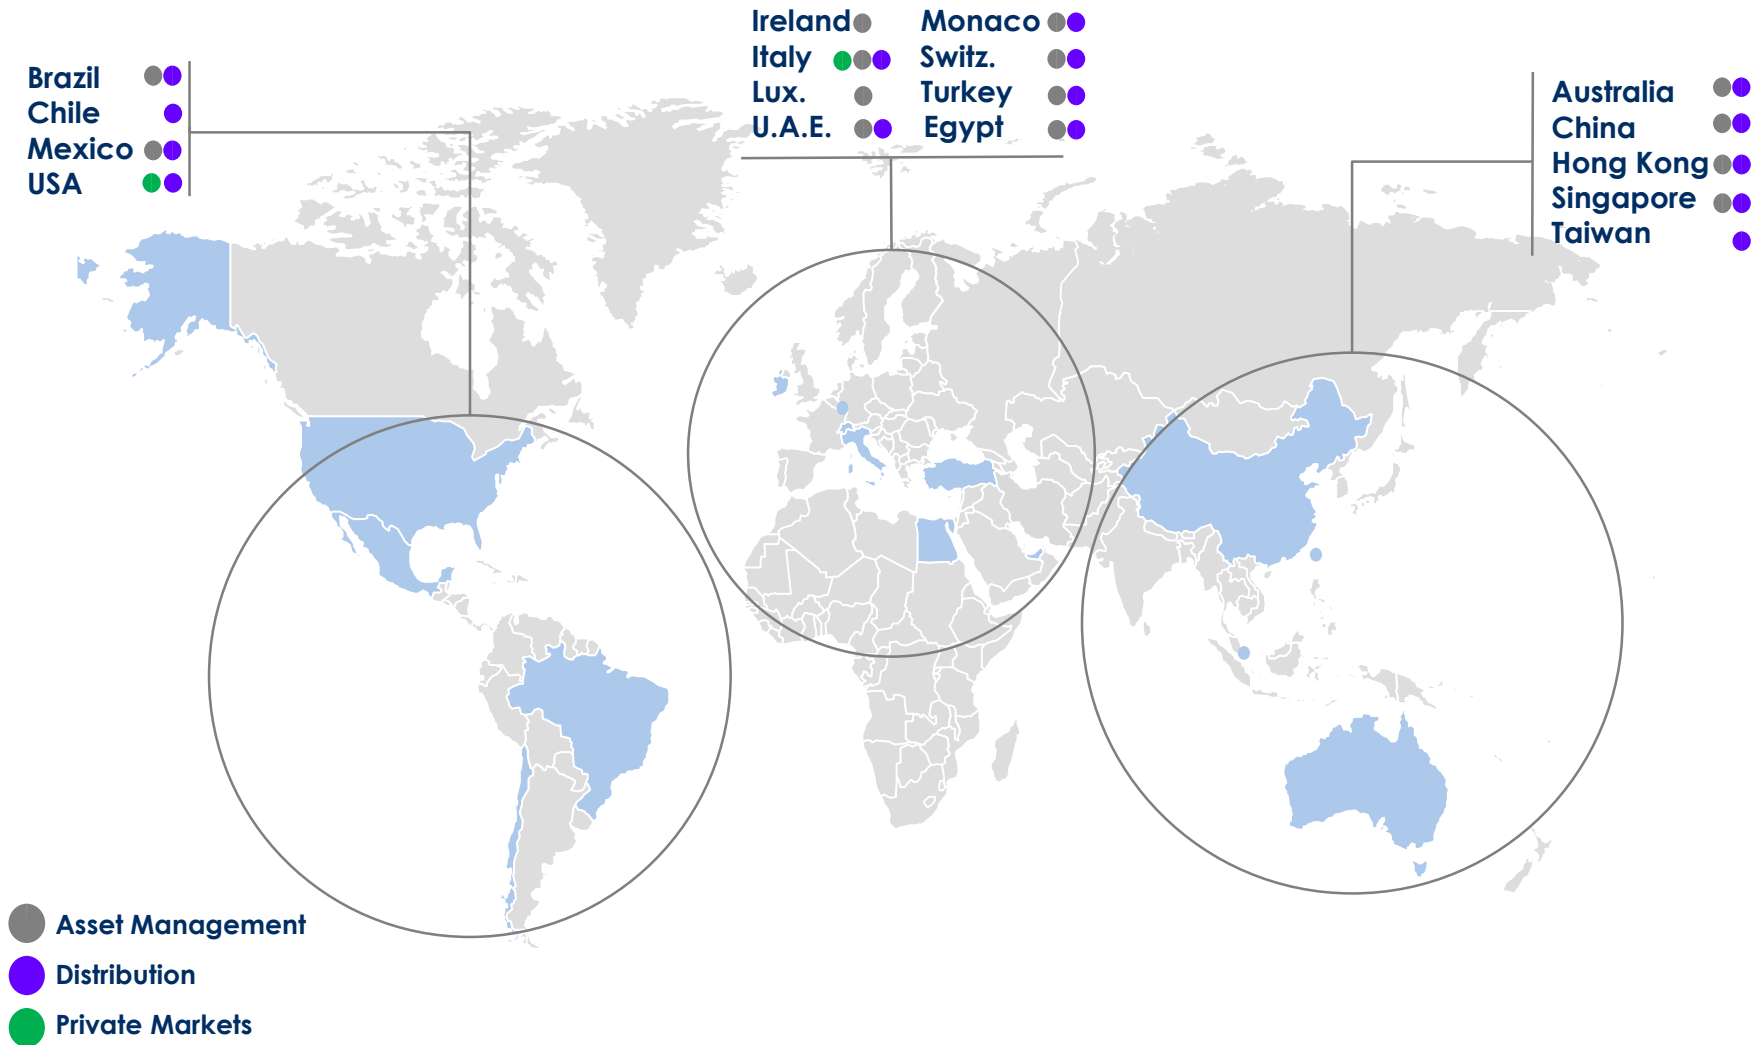 Brazil
Chile
Mexico
USA
Ireland
Italy
Lux.
U.A.E.
Monaco
Switz.
Turkey
Egypt
Australia
China
Hong Kong
Singapore
Taiwan
Asset Management
Distribution
Private Markets